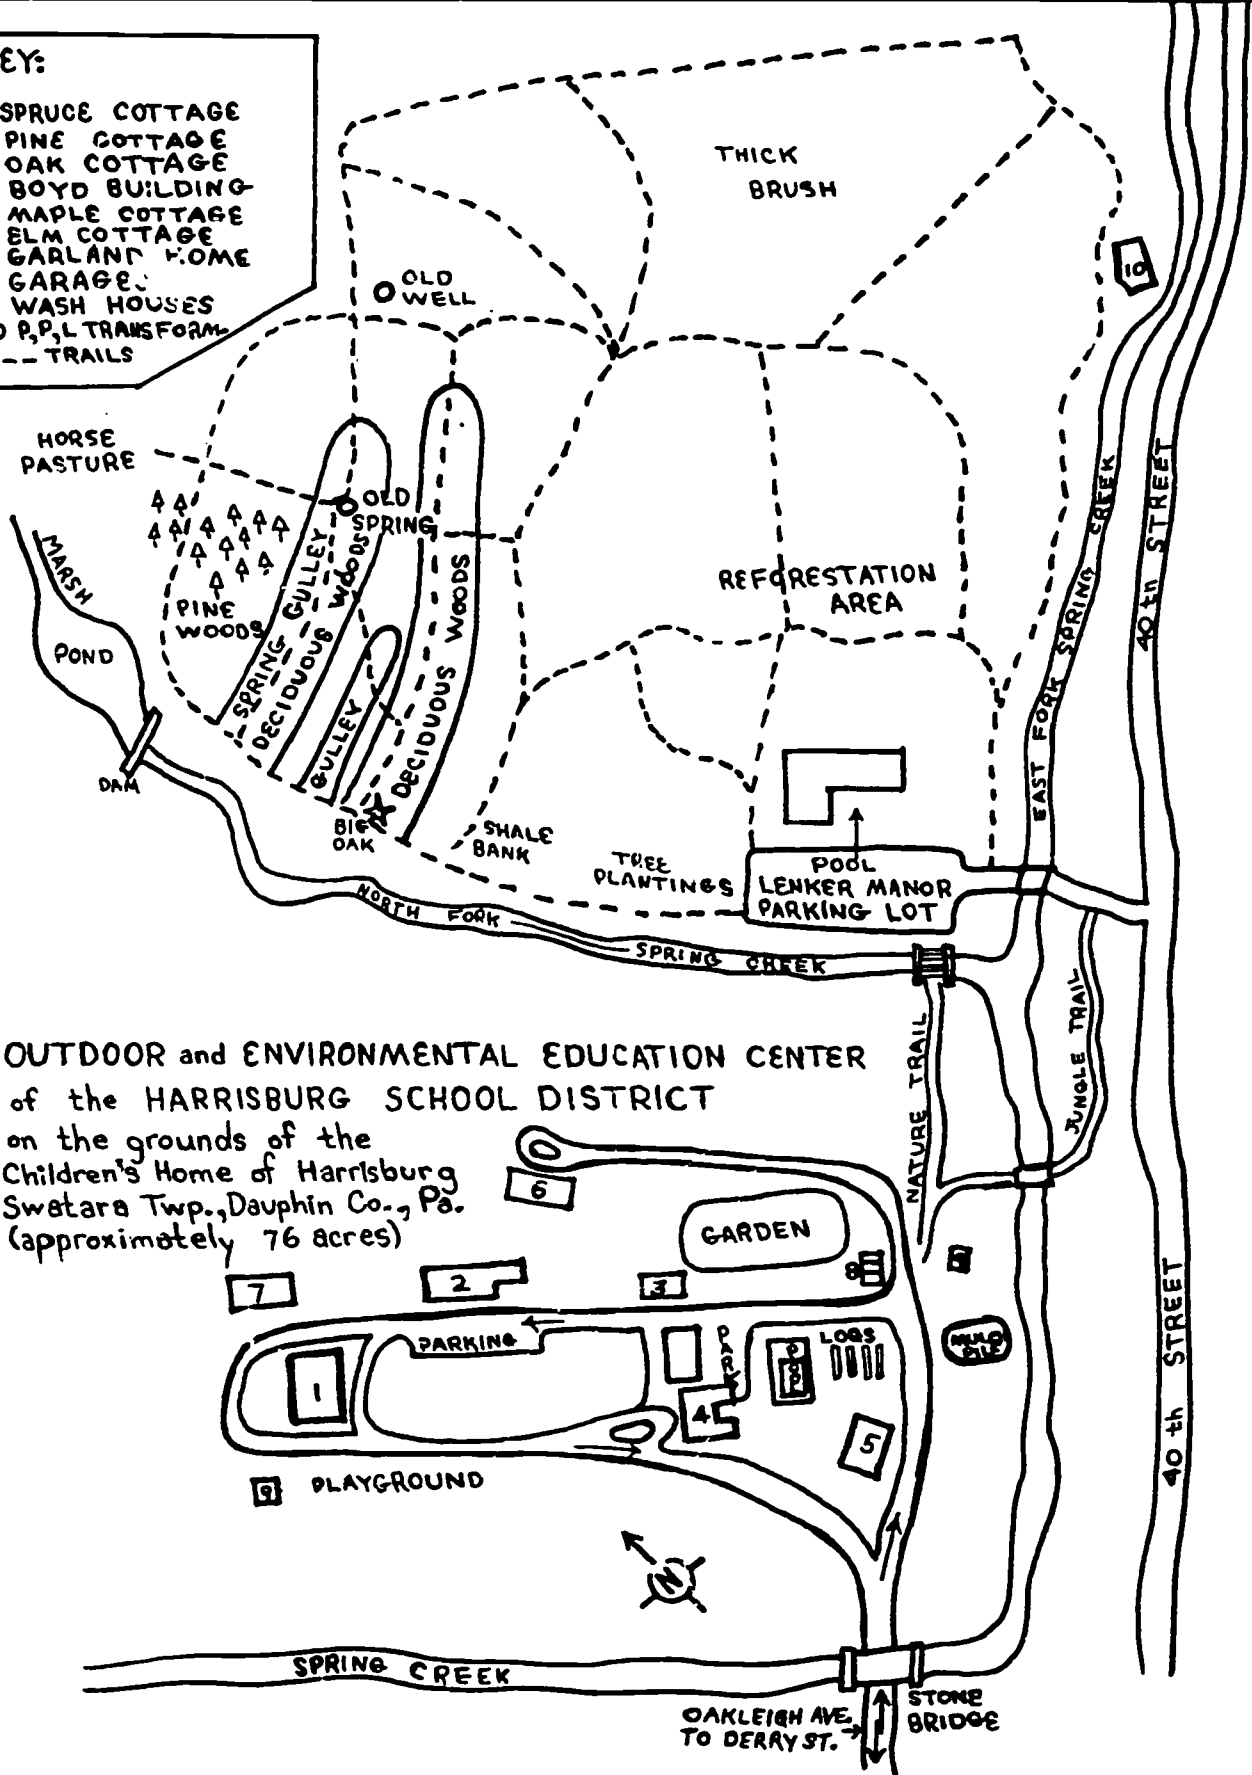 EY:
SPRUCE COTTAGE
PINE COTTAGE
OAK COTTAGE
BOYD BUILDING
MAPLE COTTAGE
ELM COTTAGE
GARLAND HOME
GARAGE
WASH HOUSES
P,P,L TRANSFORM
TRAILS
THICK
BRUSH
10
OLD
WELL
HORSE
PASTURE
OLD
SPRING
MARSH
POND
DAM
PINE
WOODS
SPRING GULLEY
DECIDUOUS WOODS
GULLEY
DECIDUOUS WOODS
BIG
OAK
SHALE
BANK
TREE
PLANTINGS
REFORESTATION
AREA
POOL
LENKER MANOR
PARKING LOT
EAST FORK SPRING CREEK
40th STREET
NORTH FORK SPRING CREEK
NATURE TRAIL
JUNGLE TRAIL
OUTDOOR and ENVIRONMENTAL EDUCATION CENTER
of the HARRISBURG SCHOOL DISTRICT
on the grounds of the
Children's Home of Harrisburg
Swatara Twp., Dauphin Co., Pa.
(approximately 76 acres)
6
GARDEN
7
2
3
8
9
PARKING
PARK
LOGS
POOL
1
4
5
9
PLAYGROUND
N
40th STREET
SPRING CREEK
STONE
BRIDGE
OAKLEIGH AVE.
TO DERRY ST.